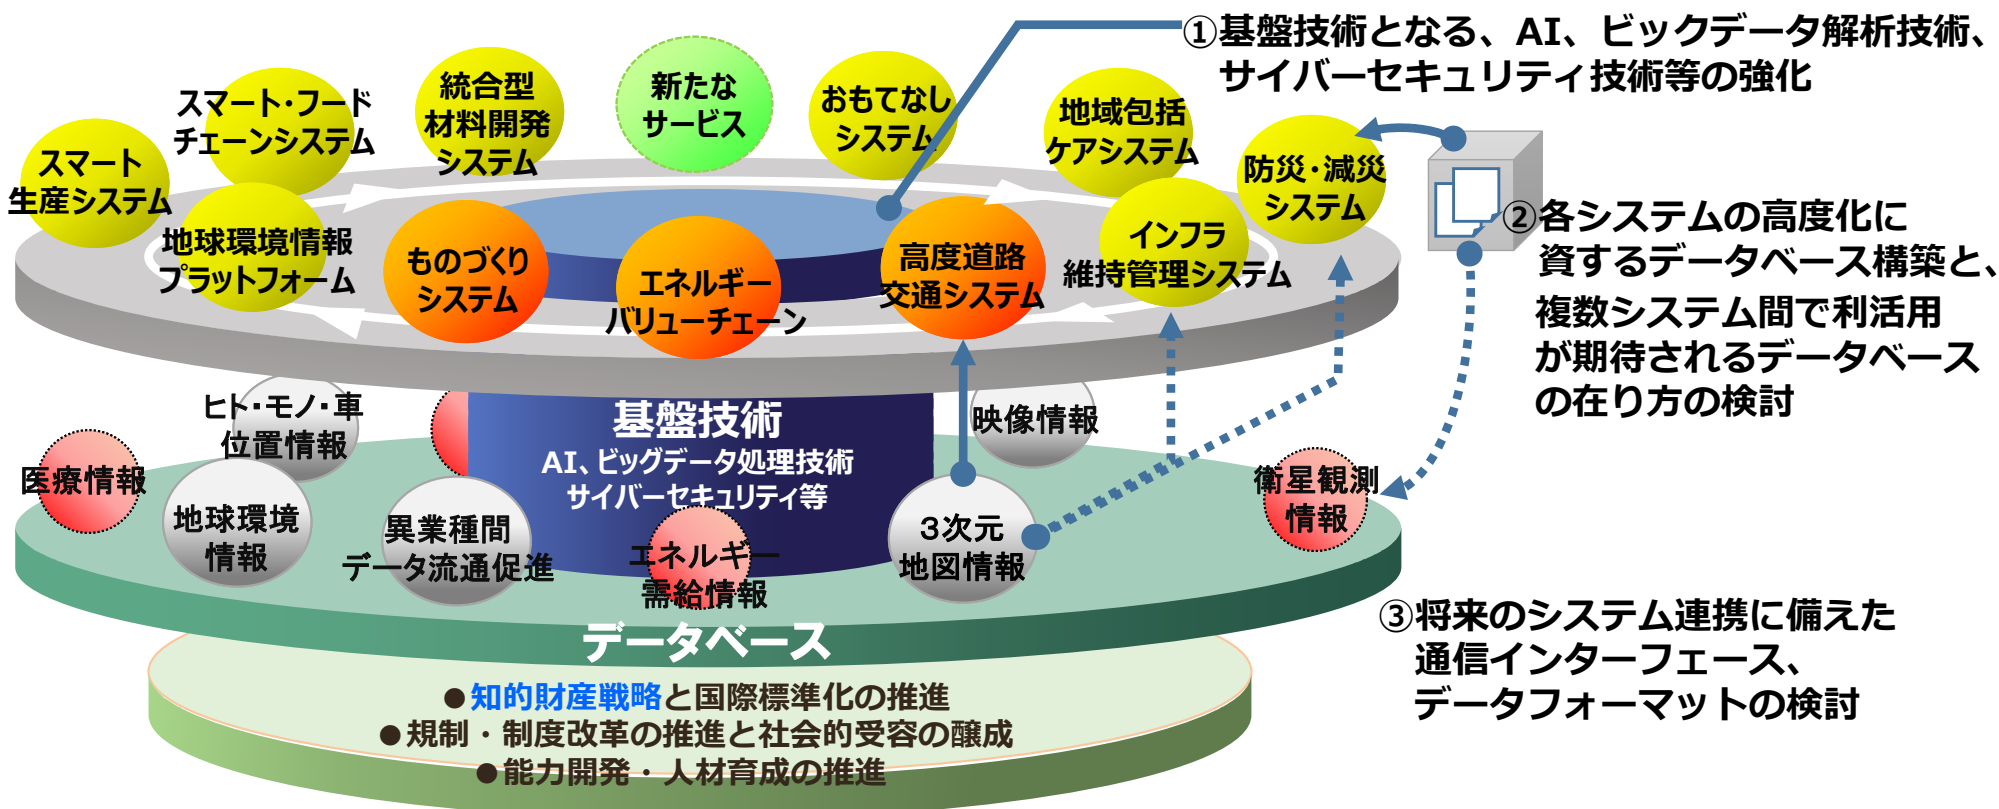 ①基盤技術となる、AI、ビックデータ解析技術、
サイバーセキュリティ技術等の強化
スマート・フード
チェーンシステム
統合型
材料開発
システム
新たな
サービス
おもてなし
システム
地域包括
ケアシステム
スマート
生産システム
防災・減災
システム
地球環境情報
プラットフォーム
ものづくり
システム
エネルギー
バリューチェーン
高度道路
交通システム
インフラ
維持管理システム
②各システムの高度化に
資するデータベース構築と、
複数システム間で利活用
が期待されるデータベース
の在り方の検討
ヒト・モノ・車
位置情報
基盤技術
AI、ビッグデータ処理技術
サイバーセキュリティ等
映像情報
医療情報
地球環境
情報
異業種間
データ流通促進
エネルギー
需給情報
3次元
地図情報
衛星観測
情報
データベース
③将来のシステム連携に備えた
通信インターフェース、
データフォーマットの検討
●知的財産戦略と国際標準化の推進
●規制・制度改革の推進と社会的受容の醸成
●能力開発・人材育成の推進